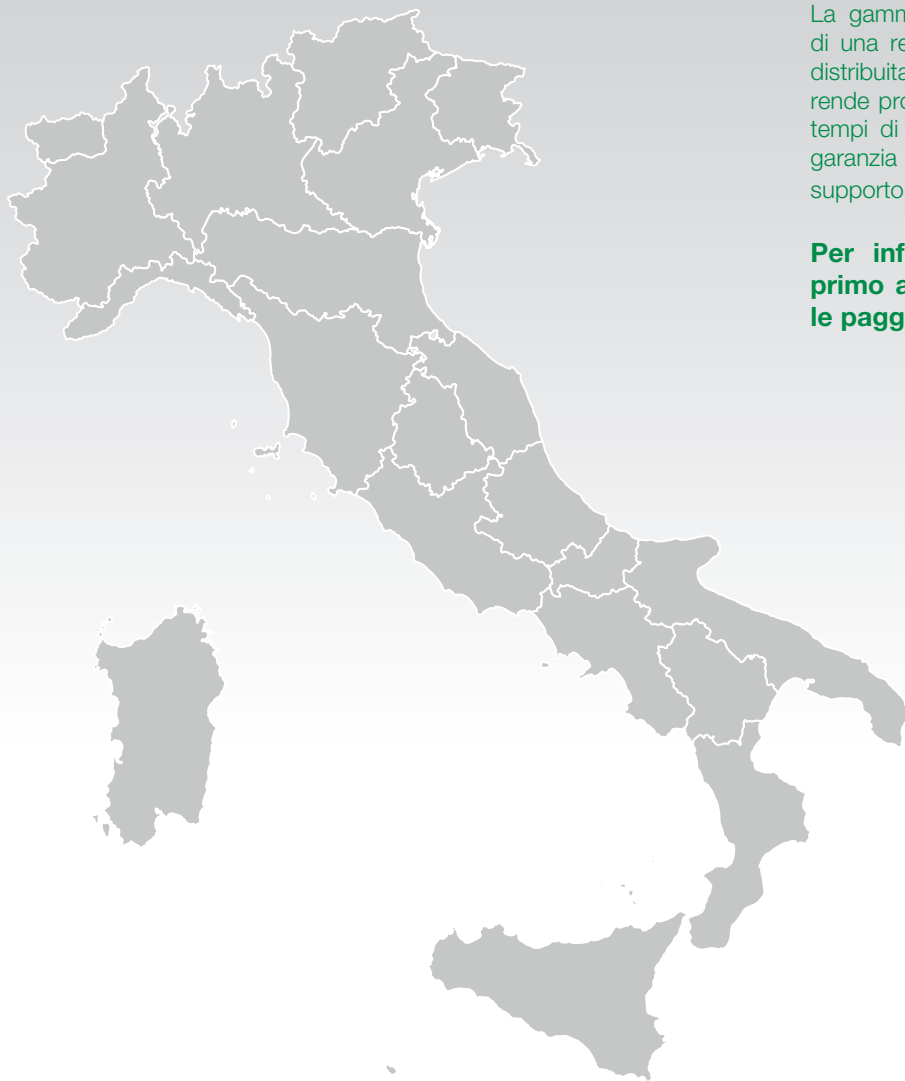 La gamm
di una re
distribuita
rende pro
tempi di
garanzia
supporto
Per inf
primo a
le pagg